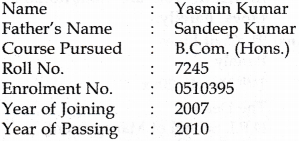 Name : Yasmin Kumar
Father's Name : Sandeep Kumar
Course Pursued : B.Com. (Hons.)
Roll No. : 7245
Enrolment No. : 0510395
Year of Joining : 2007
Year of Passing : 2010